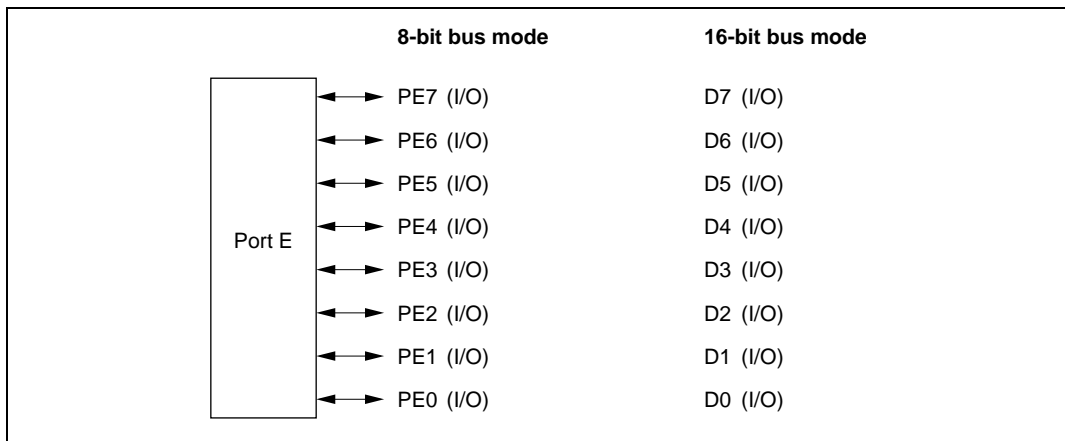 8-bit bus mode 16-bit bus mode
PE7 (I/O) D7 (I/O)
PE6 (I/O) D6 (I/O)
PE5 (I/O) D5 (I/O)
PE4 (I/O) D4 (I/O)
Port E
PE3 (I/O) D3 (I/O)
PE2 (I/O) D2 (I/O)
PE1 (I/O) D1 (I/O)
PE0 (I/O) D0 (I/O)